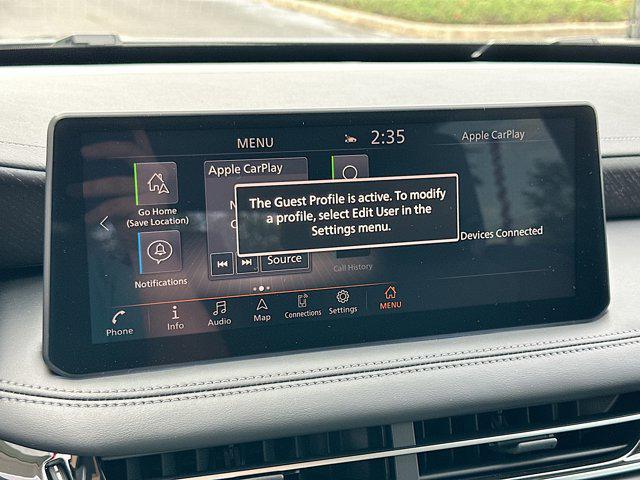 MENU
2:35
Apple CarPlay
Apple CarPlay
Go Home
(Save Location)
The Guest Profile is active. To modify
a profile, select Edit User in the
Settings menu.
Devices Connected
Notifications
Source
Call History
Phone
Info
Audio
Map
Connections
Settings
MENU